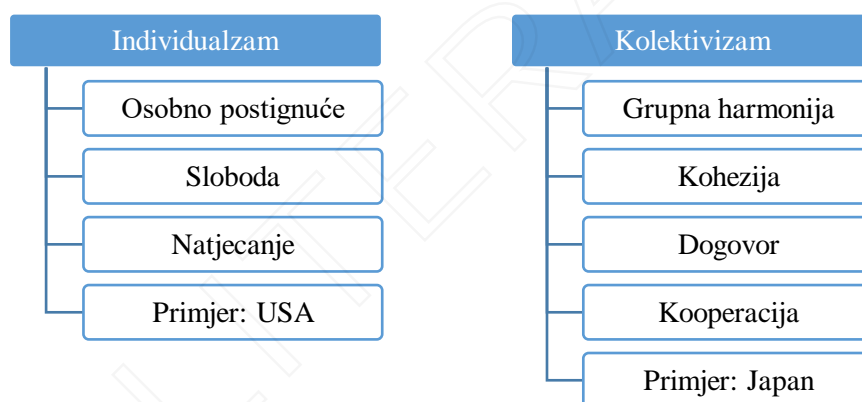 Individualzam
Osobno postignuće
Sloboda
Natjecanje
Primjer: USA
Kolektivizam
Grupna harmonija
Kohezija
Dogovor
Kooperacija
Primjer: Japan